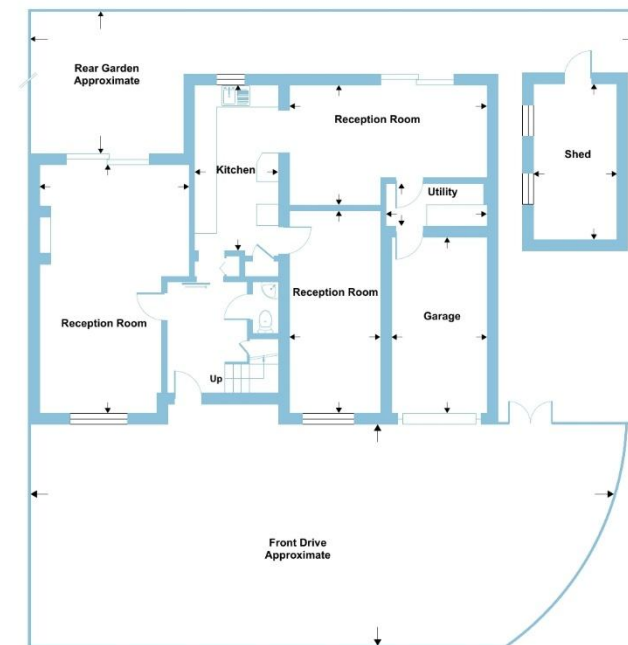 Rear Garden
Approximate
Reception Room
Shed
Kitchen
Utility
Reception Room
Garage
Reception Room
Up
Front Drive
Approximate